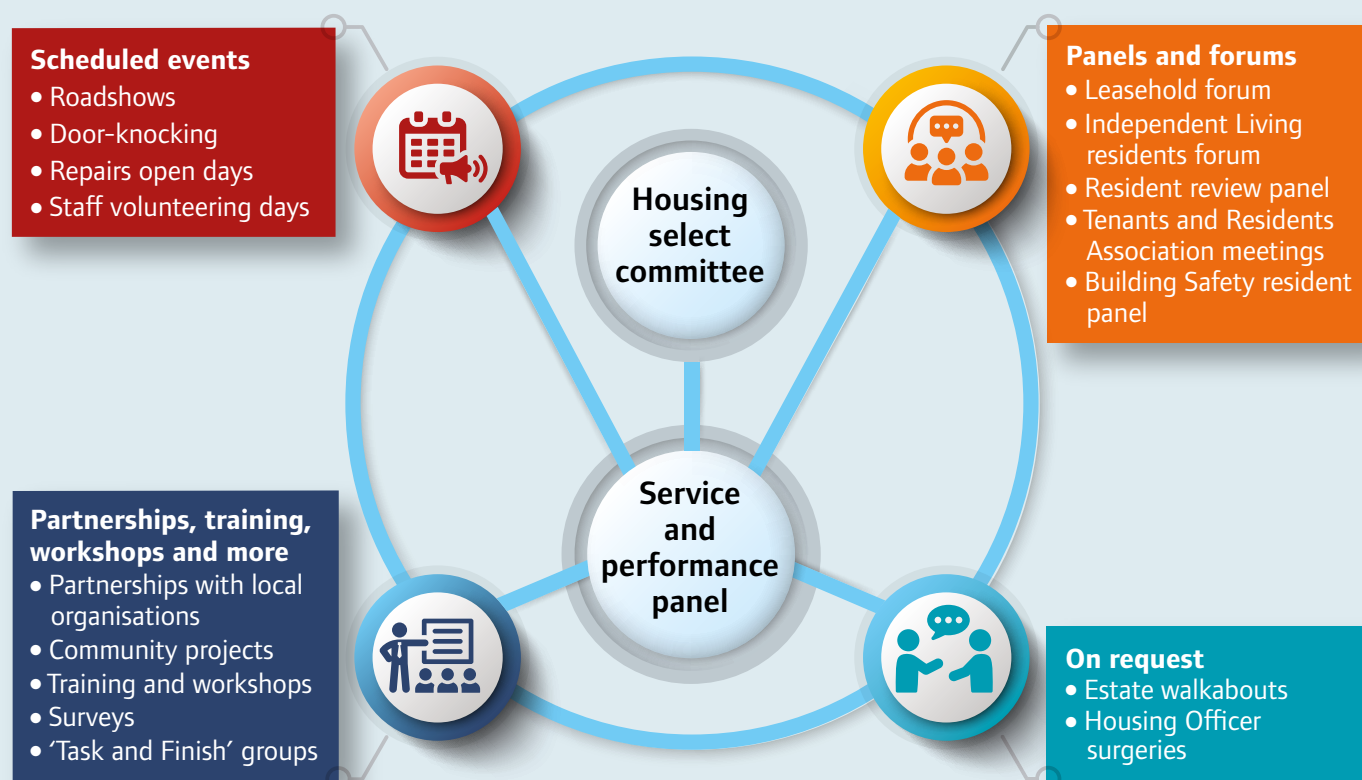 Scheduled events
• Roadshows
• Door-knocking
• Repairs open days
• Staff volunteering days
Panels and forums
• Leasehold forum
• Independent Living
residents forum
• Resident review panel
• Tenants and Residents
Association meetings
• Building Safety resident
panel
Housing
select
committee
Service
and
performance
panel
Partnerships, training,
workshops and more
• Partnerships with local
organisations
• Community projects
• Training and workshops
• Surveys
• ‘Task and Finish’ groups
On request
• Estate walkabouts
• Housing Officer
surgeries